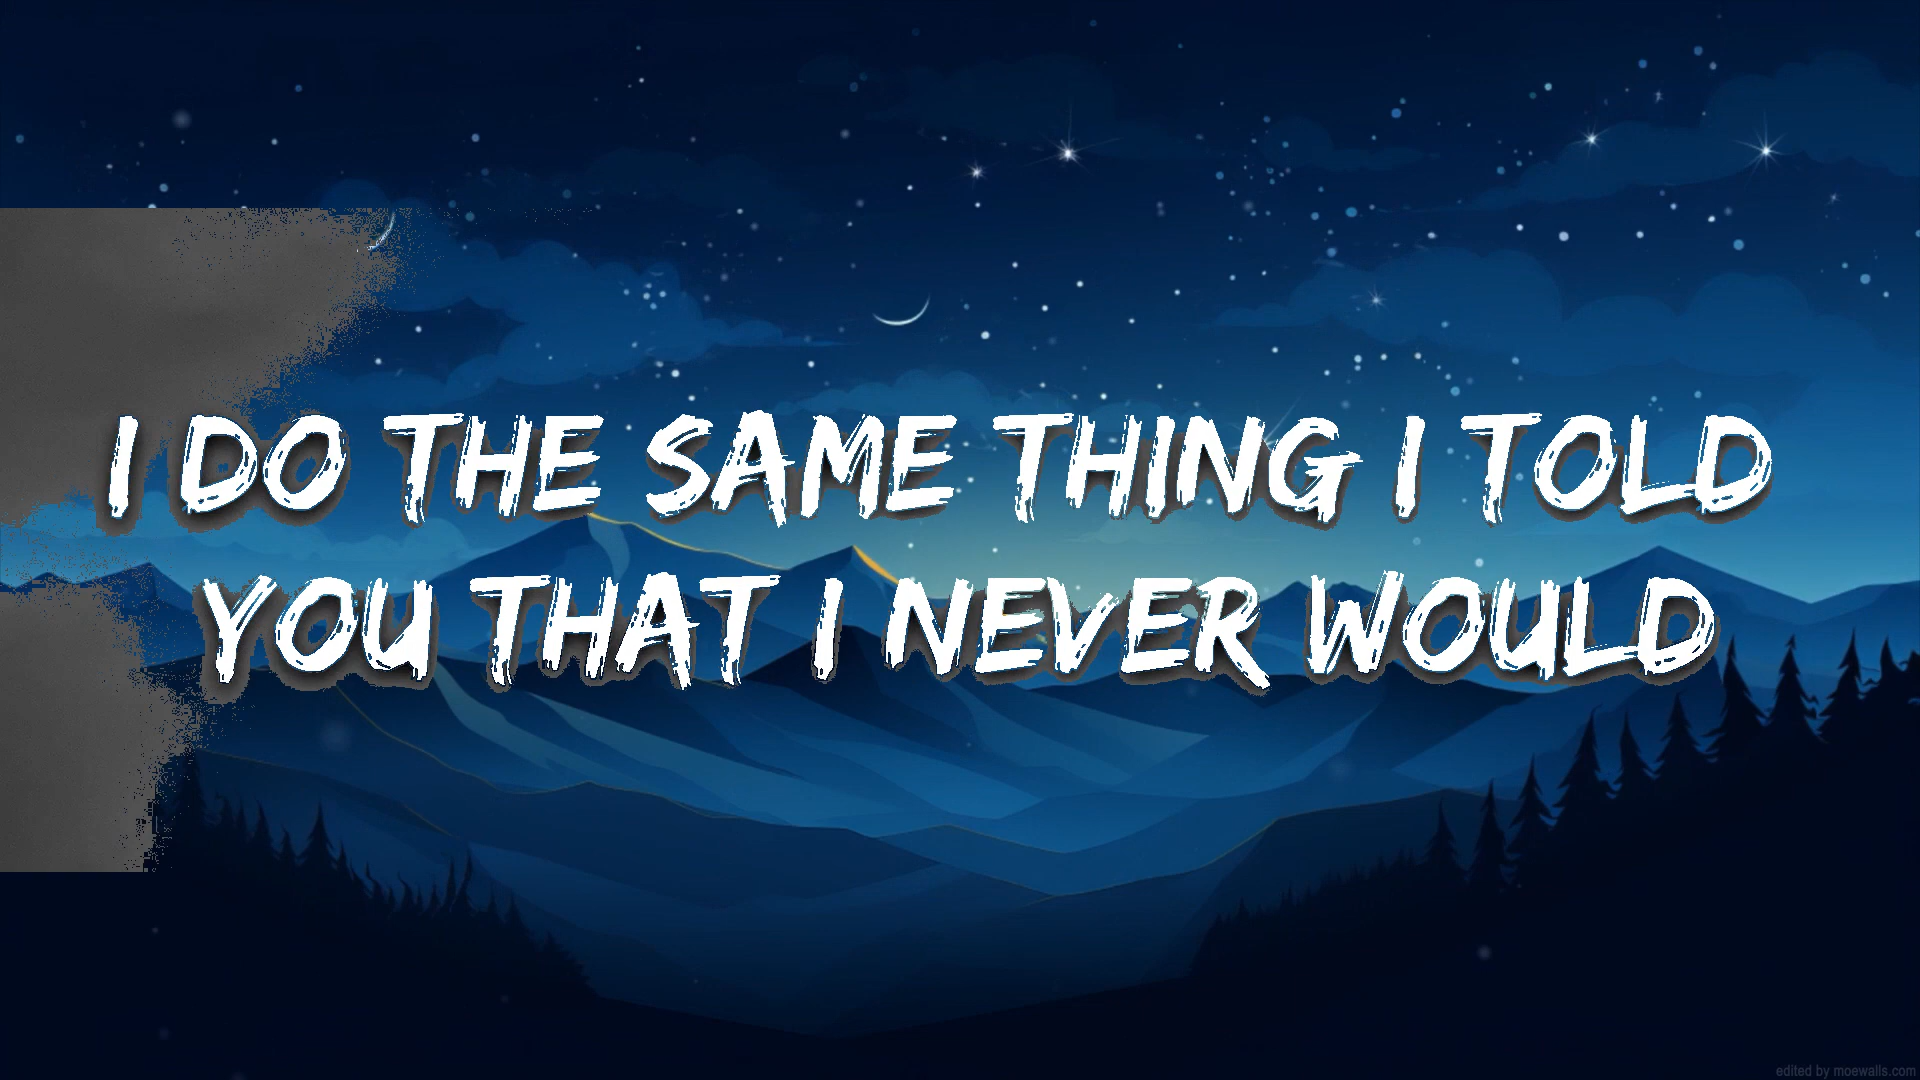 I DO THE SAME THING I TOLD
YOU THAT I NEVER WOULD
edited by moewalls.com